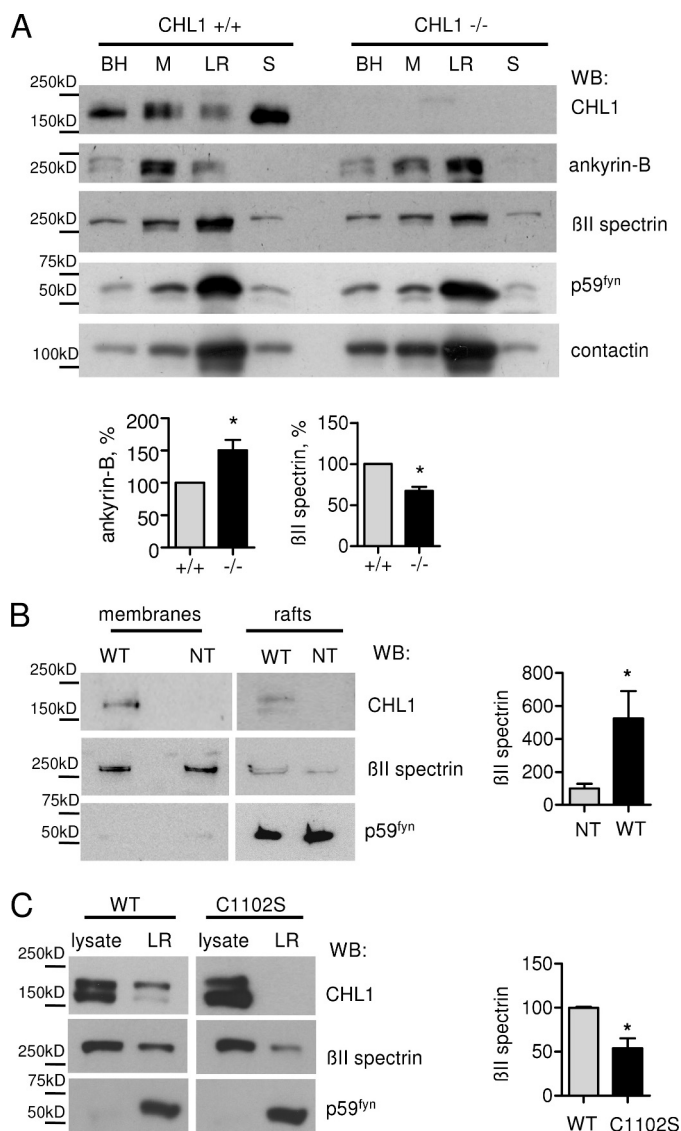 A
CHL1 +/+ CHL1 -/-
BH M LR S BH M LR S WB:
250kD
150kD
CHL1
250kD
ankyrin-B
250kD
ßII spectrin
75kD
50kD
p59fyn
100kD
contactin
ankyrin-B, %
200
150
100
50
0
+/+ -/-
*
ßII spectrin, %
150
100
50
0
+/+ -/-
*
B
membranes rafts
WT NT WT NT WB:
250kD
150kD
CHL1
250kD
ßII spectrin
75kD
50kD
p59fyn
ßII spectrin
800
600
400
200
0
NT WT
*
C
WT C1102S
lysate LR lysate LR WB:
250kD
150kD
CHL1
250kD
ßII spectrin
75kD
50kD
p59fyn
ßII spectrin
150
100
50
0
WT C1102S
*